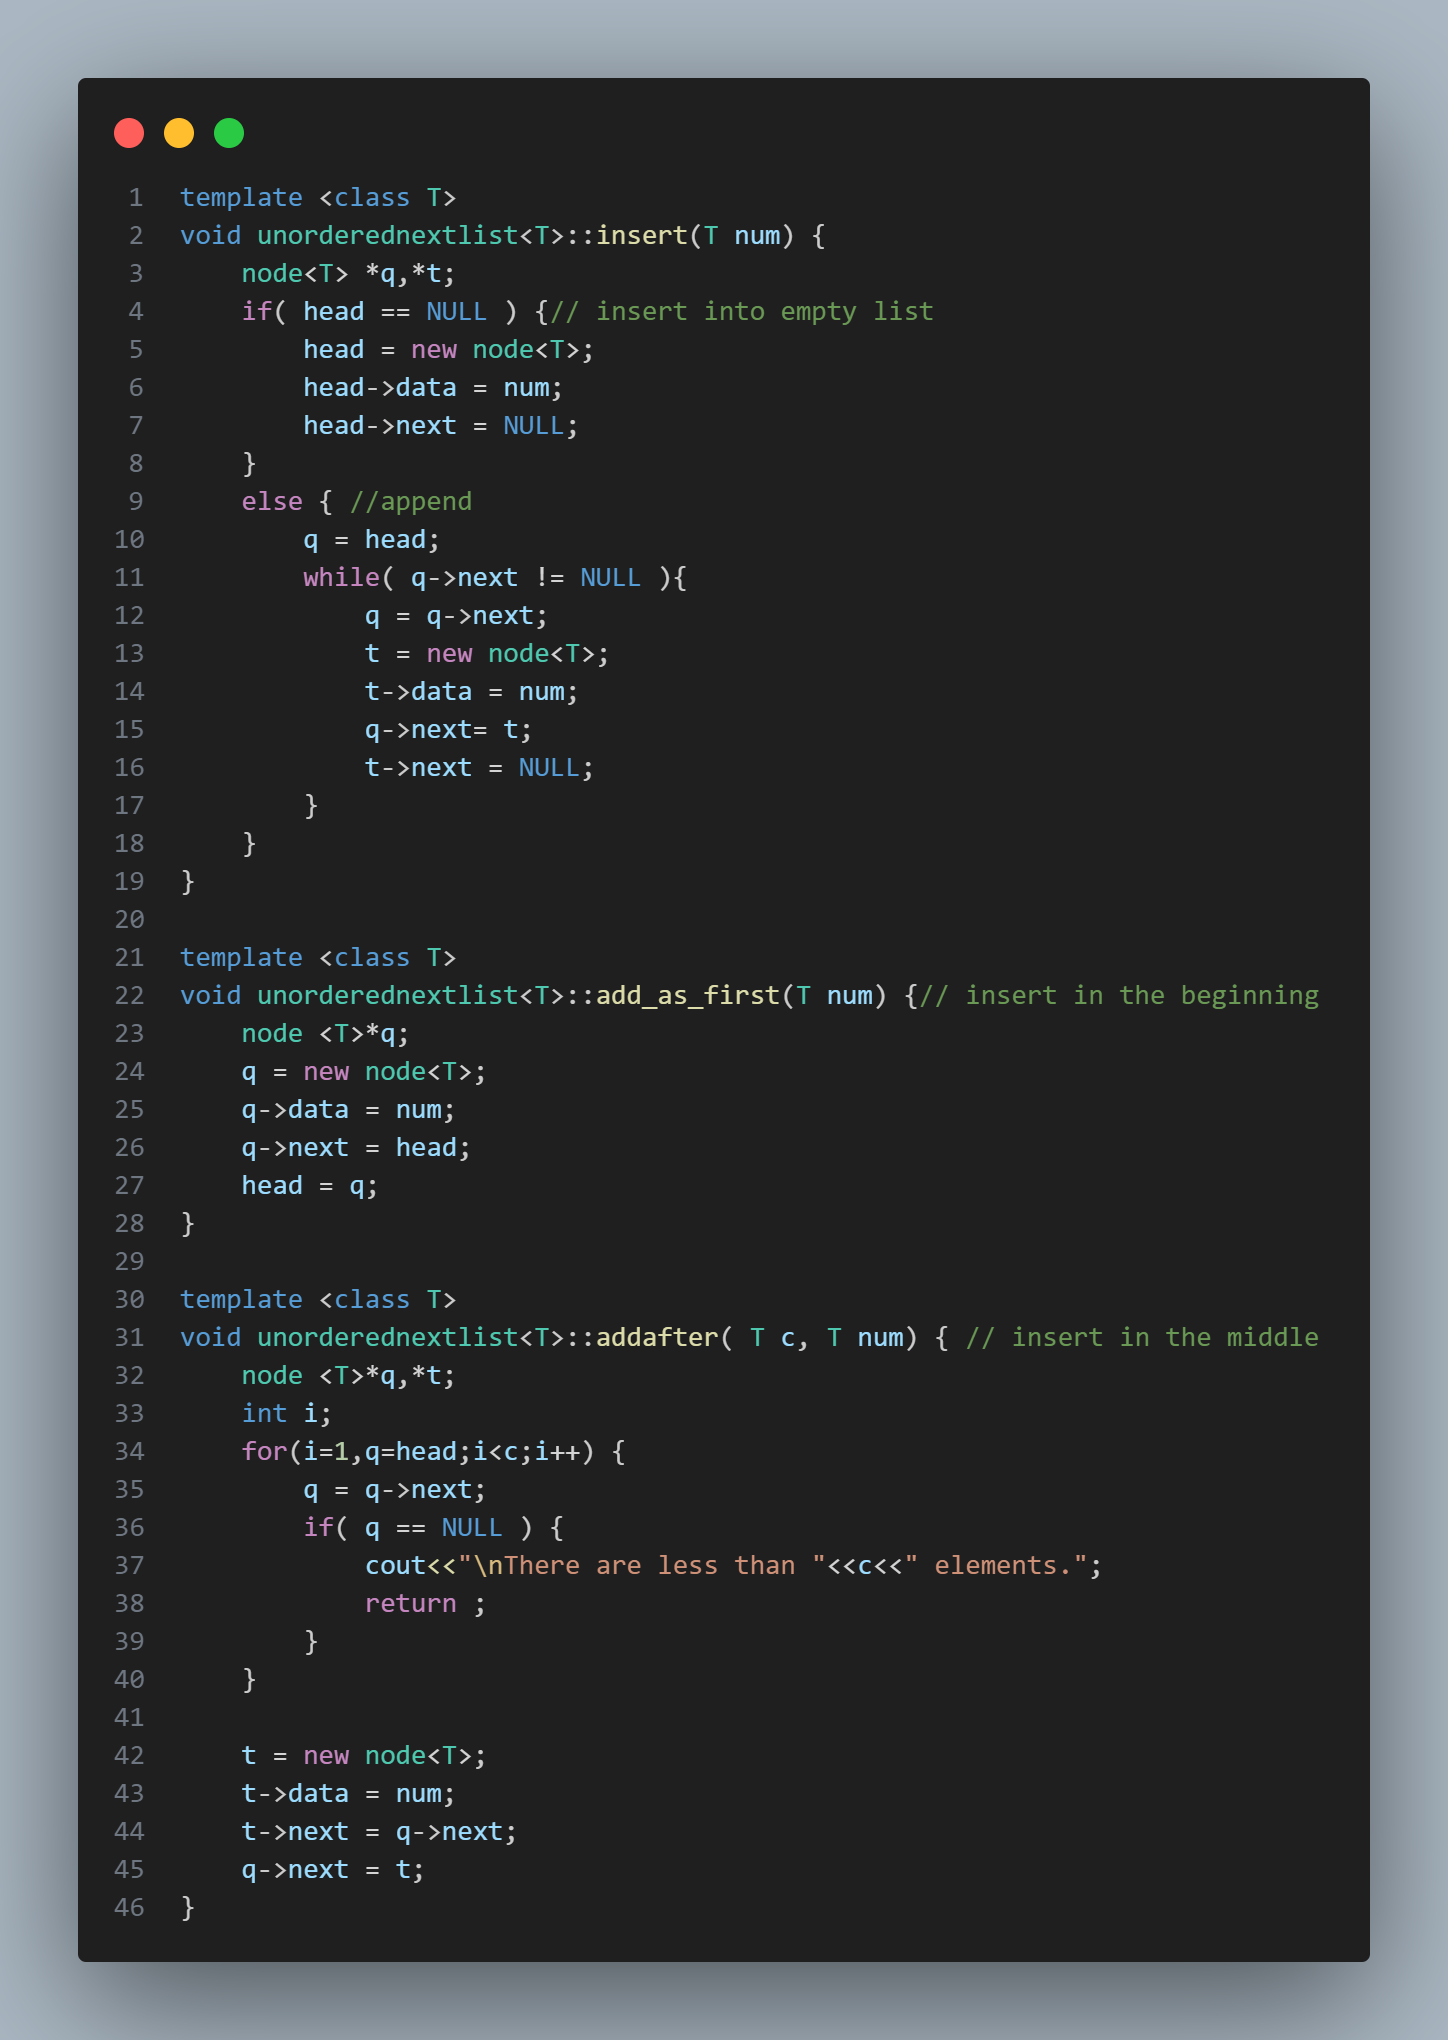 1 template <class T>
2 void unorderednextlist<T>::insert(T num) {
3     node<T> *q,*t;
4     if( head == NULL ) {// insert into empty list
5         head = new node<T>;
6         head->data = num;
7         head->next = NULL;
8     }
9     else { //append
10         q = head;
11         while( q->next != NULL ){
12             q = q->next;
13             t = new node<T>;
14             t->data = num;
15             q->next= t;
16             t->next = NULL;
17         }
18     }
19 }
20
21 template <class T>
22 void unorderednextlist<T>::add_as_first(T num) {// insert in the beginning
23     node <T>*q;
24     q = new node<T>;
25     q->data = num;
26     q->next = head;
27     head = q;
28 }
29
30 template <class T>
31 void unorderednextlist<T>::addafter( T c, T num) { // insert in the middle
32     node <T>*q,*t;
33     int i;
34     for(i=1,q=head;i<c;i++) {
35         q = q->next;
36         if( q == NULL ) {
37             cout<<"\nThere are less than "<<c<<" elements.";
38             return ;
39         }
40     }
41
42     t = new node<T>;
43     t->data = num;
44     t->next = q->next;
45     q->next = t;
46 }